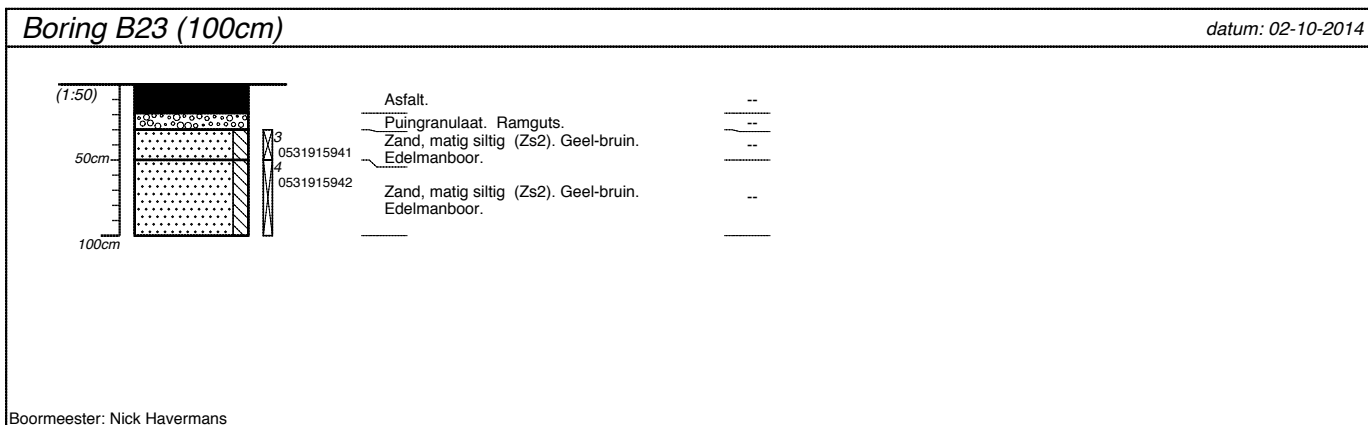 Boring B23 (100cm)
datum: 02-10-2014
(1:50)
Asfalt.
--
Puingranulaat. Ramguts.
--
3
0531915941
Zand, matig siltig (Zs2). Geel-bruin.
Edelmanboor.
--
50cm
4
0531915942
Zand, matig siltig (Zs2). Geel-bruin.
Edelmanboor.
--
100cm
Boormeester: Nick Havermans